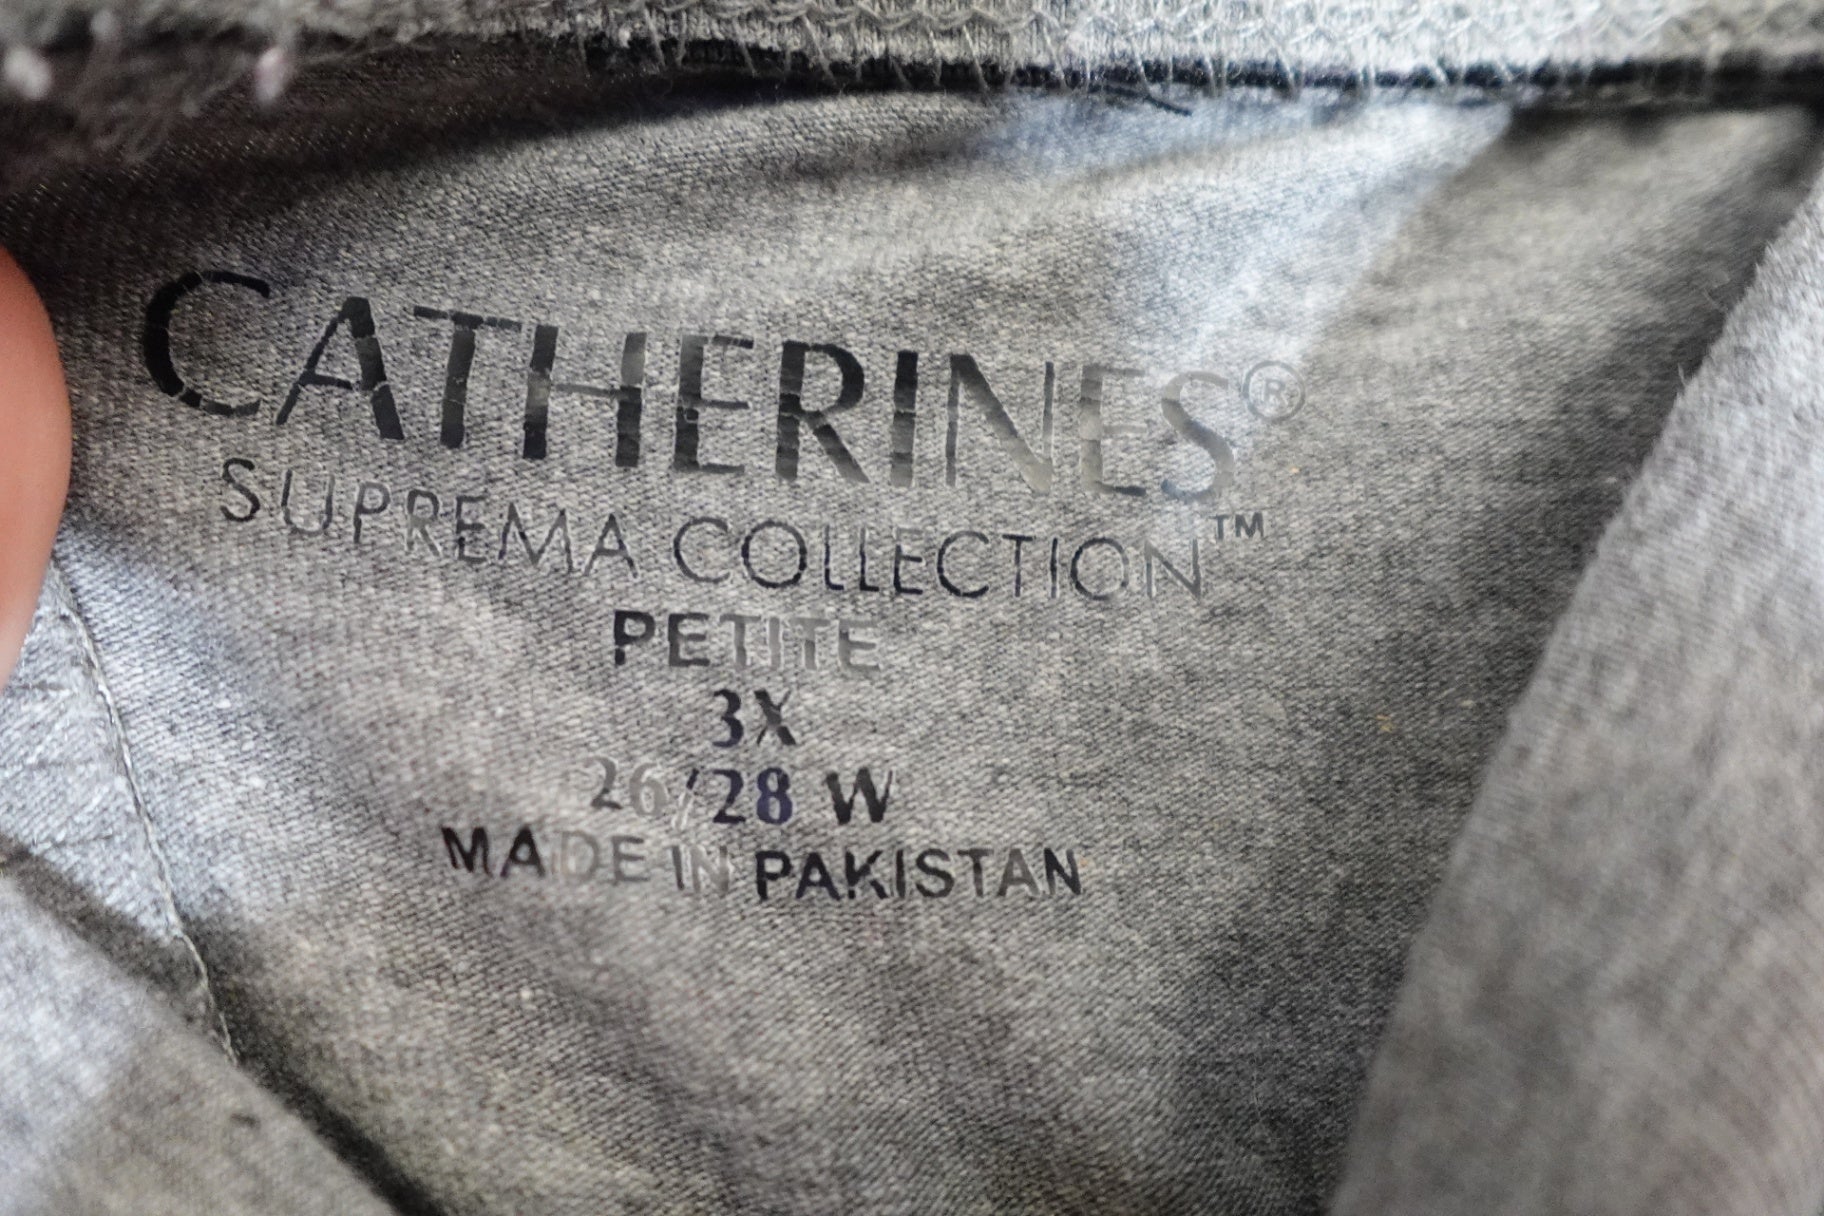 CATHERINES®
SUPREMA COLLECTION™
PETITE
3X
26/28 W
MADE IN PAKISTAN